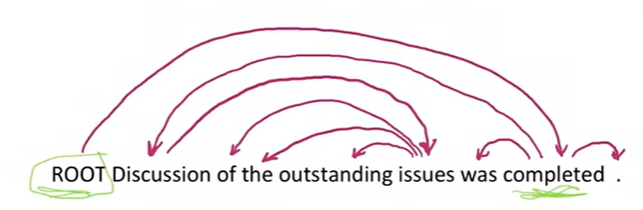 ROOT Discussion of the outstanding issues was completed .